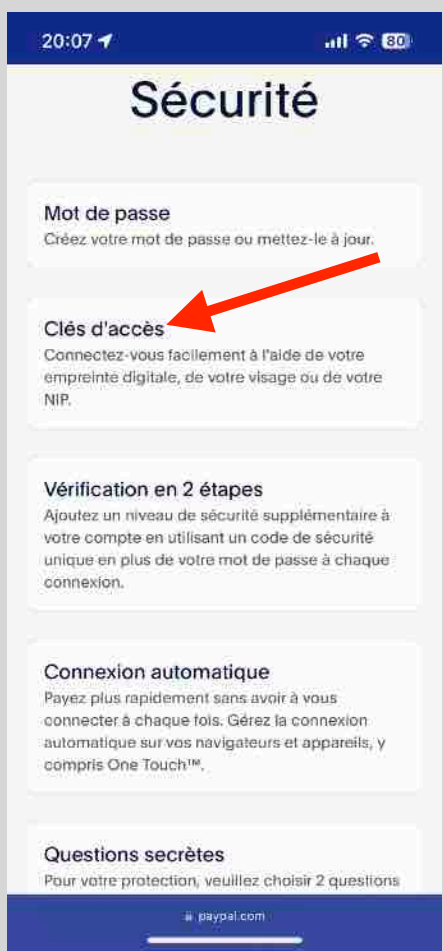 20:07
80
Sécurité
Mot de passe
Créez votre mot de passe ou mettez-le à jour.
Clés d'accès
Connectez-vous facilement à l'aide de votre
empreinte digitale, de votre visage ou de votre
NIP.
Vérification en 2 étapes
Ajoutez un niveau de sécurité supplémentaire à
votre compte en utilisant un code de sécurité
unique en plus de votre mot de passe à chaque
connexion.
Connexion automatique
Payez plus rapidement sans avoir à vous
connecter à chaque fois. Gérez la connexion
automatique sur vos navigateurs et appareils, y
compris One Touch™.
Questions secrètes
Pour votre protection, veuillez choisir 2 questions
paypal.com